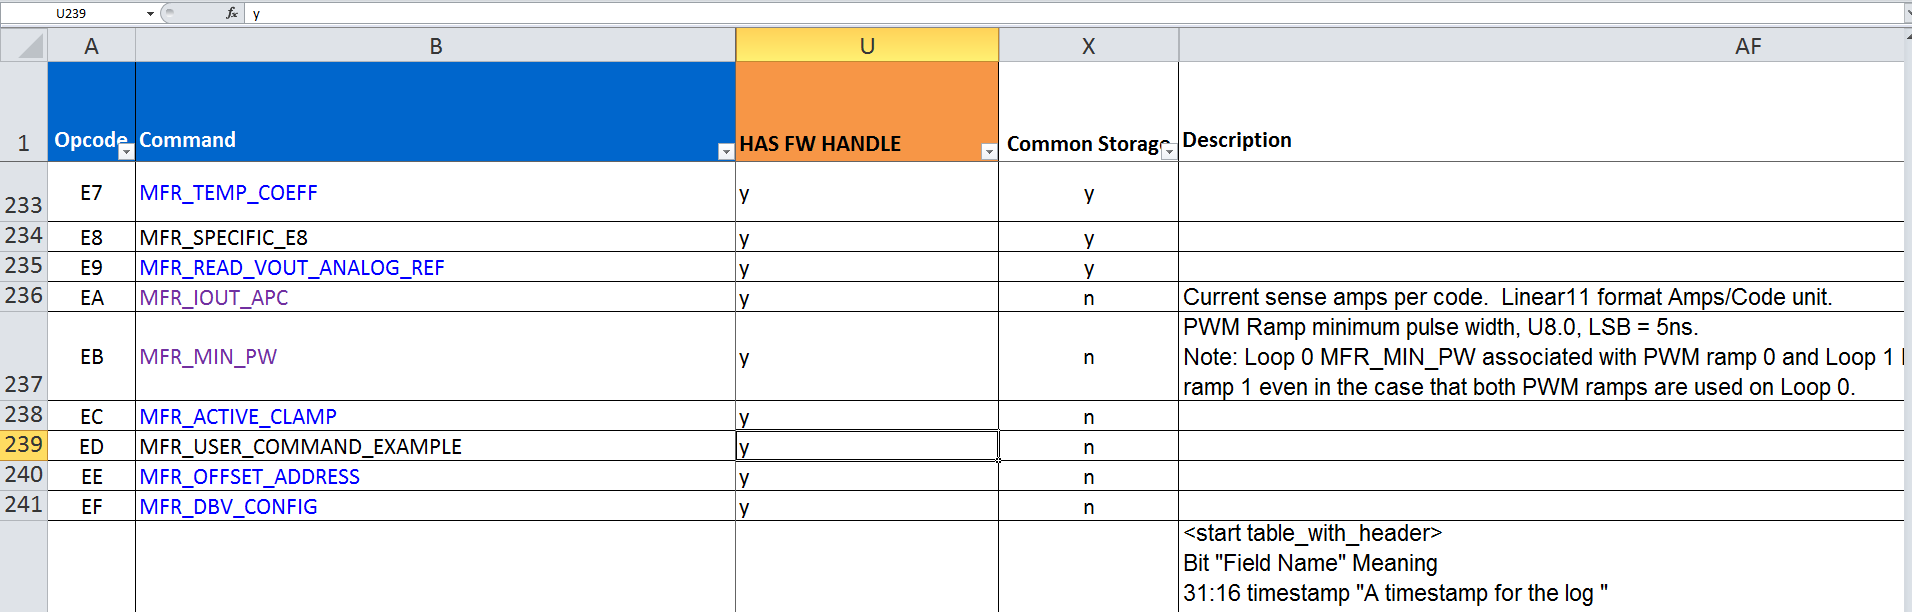 U239 fx y
A B U X AF
1 Opcode Command HAS FW HANDLE Common Storag Description
233 E7 MFR_TEMP_COEFF y y
234 E8 MFR_SPECIFIC_E8 y y
235 E9 MFR_READ_VOUT_ANALOG_REF y y
236 EA MFR_IOUT_APC y n Current sense amps per code.  Linear11 format Amps/Code unit.
PWM Ramp minimum pulse width, U8.0, LSB = 5ns.
237 EB MFR_MIN_PW y n Note: Loop 0 MFR_MIN_PW associated with PWM ramp 0 and Loop 1
ramp 1 even in the case that both PWM ramps are used on Loop 0.
238 EC MFR_ACTIVE_CLAMP y n
239 ED MFR_USER_COMMAND_EXAMPLE y n
240 EE MFR_OFFSET_ADDRESS y n
241 EF MFR_DBV_CONFIG y n
<start table_with_header>
Bit "Field Name" Meaning
31:16 timestamp "A timestamp for the log "